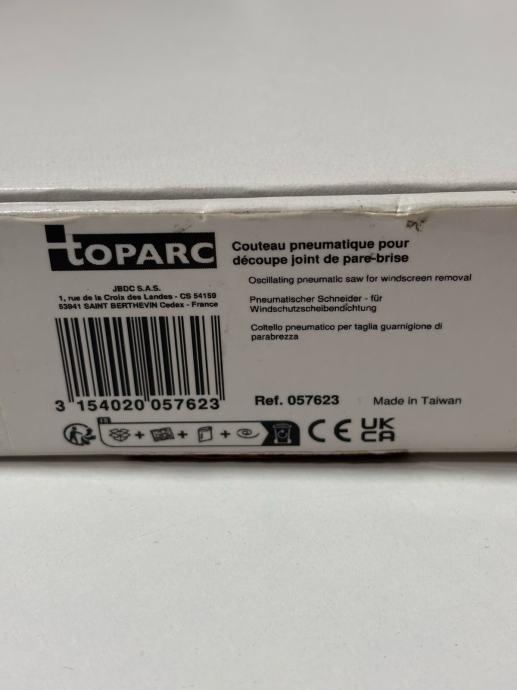 TOPARC
JBDC S.A.S.
1, rue de la Croix des Landes - CS 54159
53941 SAINT BERTHEVIN Cedex - France
3 154020 057623
Couteau pneumatique pour
découpe joint de pare-brise
Oscillating pneumatic saw for windscreen removal
Pneumatischer Schneider - für
Windschutzscheibendichtung
Coltello pneumatico per taglia guarnigione di
parabrezza
Ref. 057623 Made in Taiwan
FR
+ + +
CE UK
CA